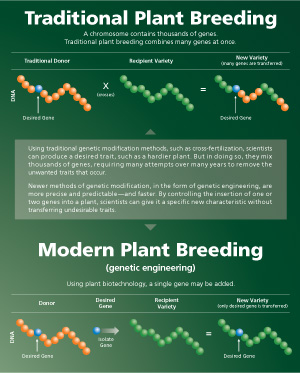 Traditional Plant Breeding
A chromosome contains thousands of genes.
Traditional plant breeding combines many genes at once.
Traditional Donor
Recipient Variety
New Variety
(many genes are transferred)
DNA
X
(crosses)
=
Desired Gene
Desired Gene
Using traditional genetic modification methods, such as cross-fertilization, scientists
can produce a desired trait, such as a hardier plant. But in doing so, they mix
thousands of genes, requiring many attempts over many years to remove the
unwanted traits that occur.
Newer methods of genetic modification, in the form of genetic engineering, are
more precise and predictable—and faster. By controlling the insertion of one or
two genes into a plant, scientists can give it a specific new characteristic without
transferring undesirable traits.
Modern Plant Breeding
(genetic engineering)
Using plant biotechnology, a single gene may be added.
Donor
Desired
Gene
Recipient
Variety
New Variety
(only desired gene is transferred)
DNA
Isolate
Gene
=
Desired Gene
Desired Gene